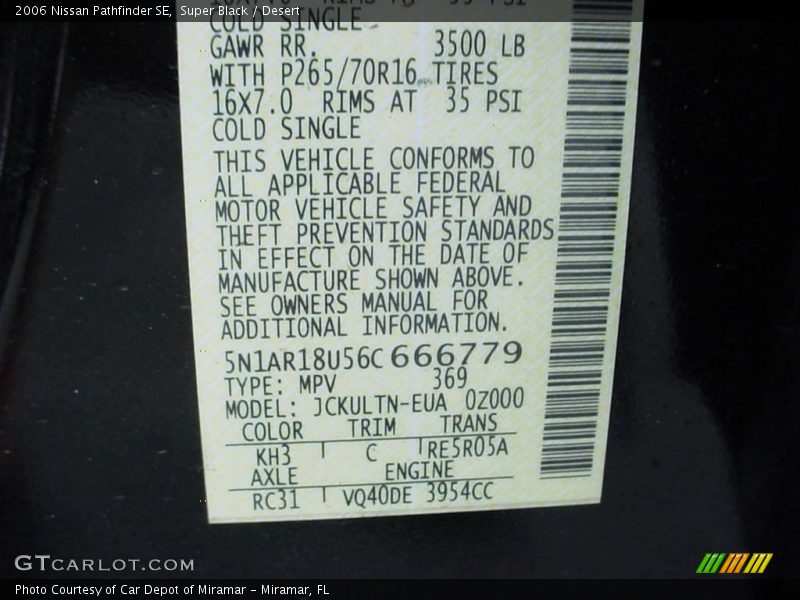 2006 Nissan Pathfinder SE, Super Black / Desert
COLD SINGLE
GAWR RR. 3500 LB
WITH P265/70R16 TIRES
16X7.0 RIMS AT 35 PSI
COLD SINGLE
THIS VEHICLE CONFORMS TO
ALL APPLICABLE FEDERAL
MOTOR VEHICLE SAFETY AND
THEFT PREVENTION STANDARDS
IN EFFECT ON THE DATE OF
MANUFACTURE SHOWN ABOVE.
SEE OWNERS MANUAL FOR
ADDITIONAL INFORMATION.
5N1AR18U56C666779
TYPE: MPV 369
MODEL: JCKULTN-EUA 0Z000
COLOR TRIM TRANS
KH3 C RE5R05A
AXLE ENGINE
RC31 VQ40DE 3954CC
GTCARLOT.COM
Photo Courtesy of Car Depot of Miramar - Miramar, FL